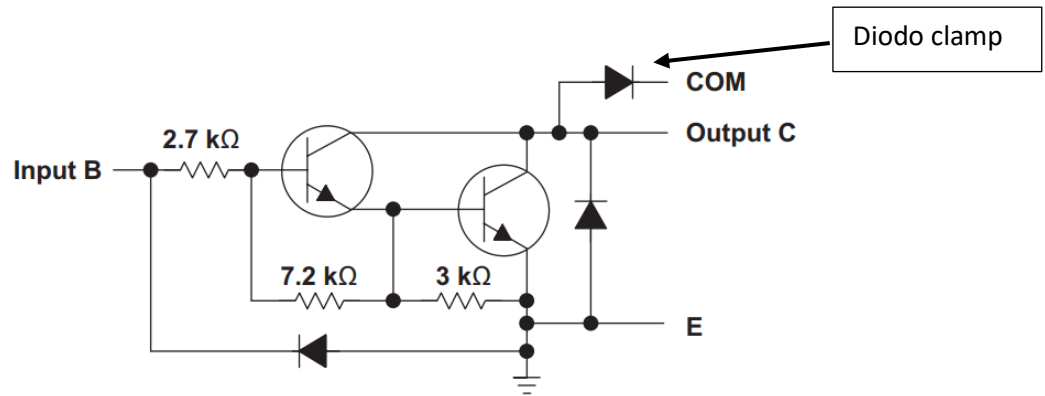 Diodo clamp
COM
Output C
2.7 kΩ
Input B
7.2 kΩ
3 kΩ
E